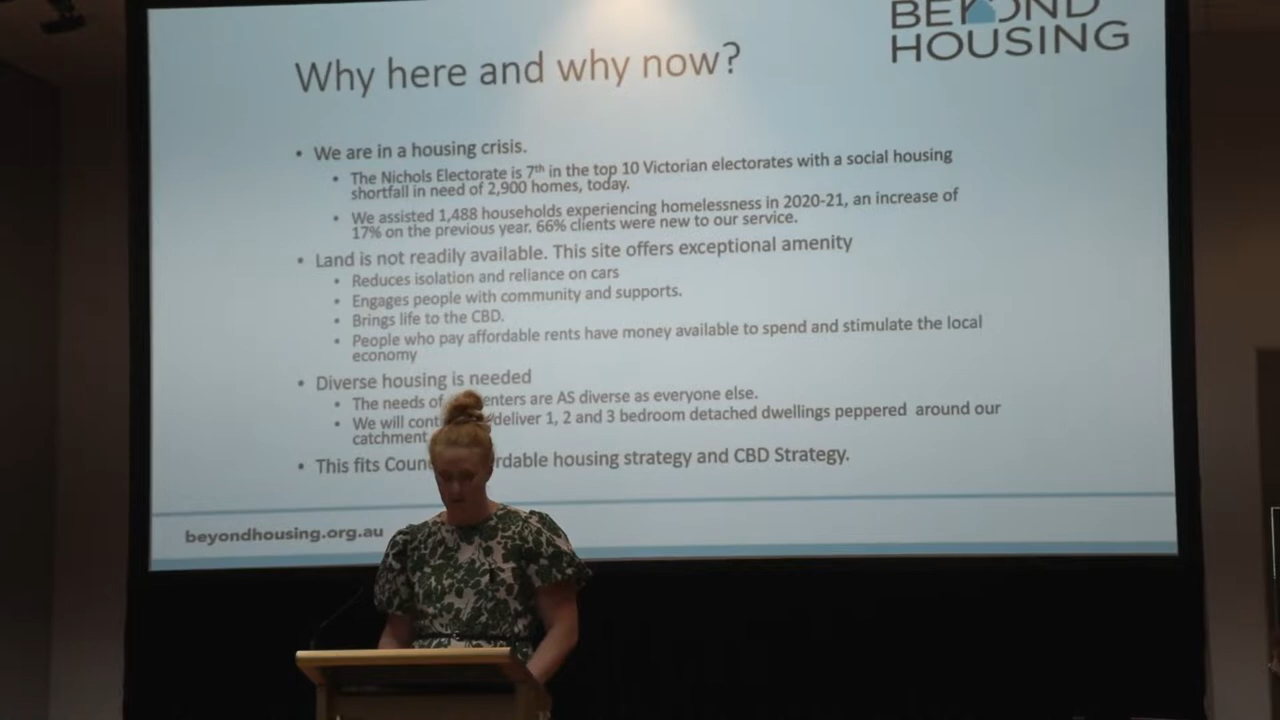 BEYOND
HOUSING
Why here and why now?
• We are in a housing crisis.
• The Nichols Electorate is 7th in the top 10 Victorian electorates with a social housing
shortfall in need of 2,900 homes, today.
• We assisted 1,488 households experiencing homelessness in 2020-21, an increase of
17% on the previous year. 66% clients were new to our service.
• Land is not readily available. This site offers exceptional amenity
• Reduces isolation and reliance on cars
• Engages people with community and supports.
• Brings life to the CBD.
• People who pay affordable rents have money available to spend and stimulate the local
economy
• Diverse housing is needed
• The needs of enters are AS diverse as everyone else.
• We will cont deliver 1, 2 and 3 bedroom detached dwellings peppered around our
catchment
• This fits Coun rdable housing strategy and CBD Strategy.
beyondhousing.org.au